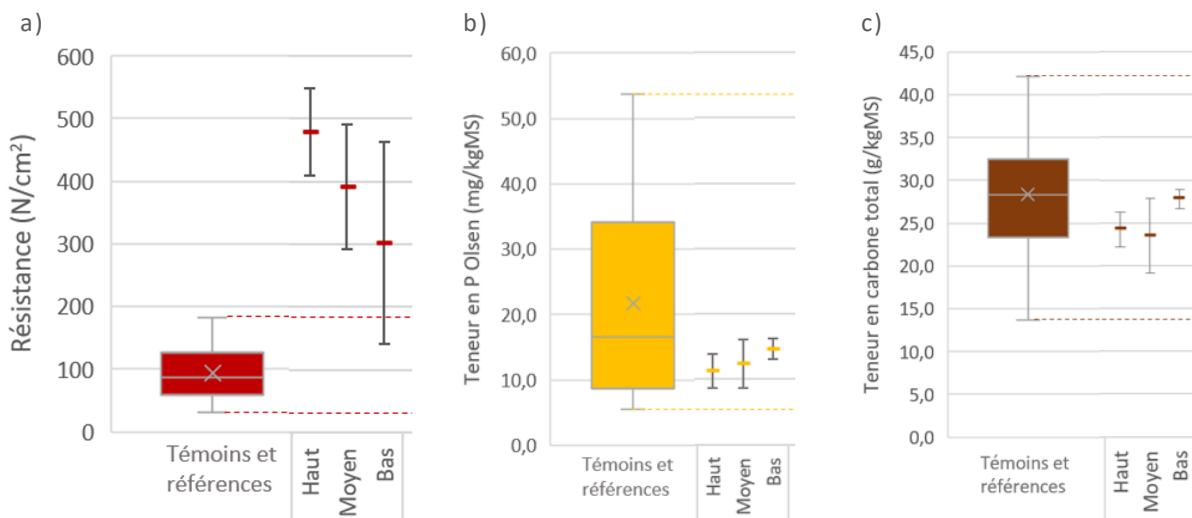 a)
Résistance (N/cm²)
600
500
400
300
200
100
0
Témoins et
références
Haut
Moyen
Bas
b)
Teneur en P Olsen (mg/kgMS)
60,0
50,0
40,0
30,0
20,0
10,0
0,0
Témoins et
références
Haut
Moyen
Bas
c)
Teneur en carbone total (g/kgMS)
45,0
40,0
35,0
30,0
25,0
20,0
15,0
10,0
5,0
0,0
Témoins et
références
Haut
Moyen
Bas